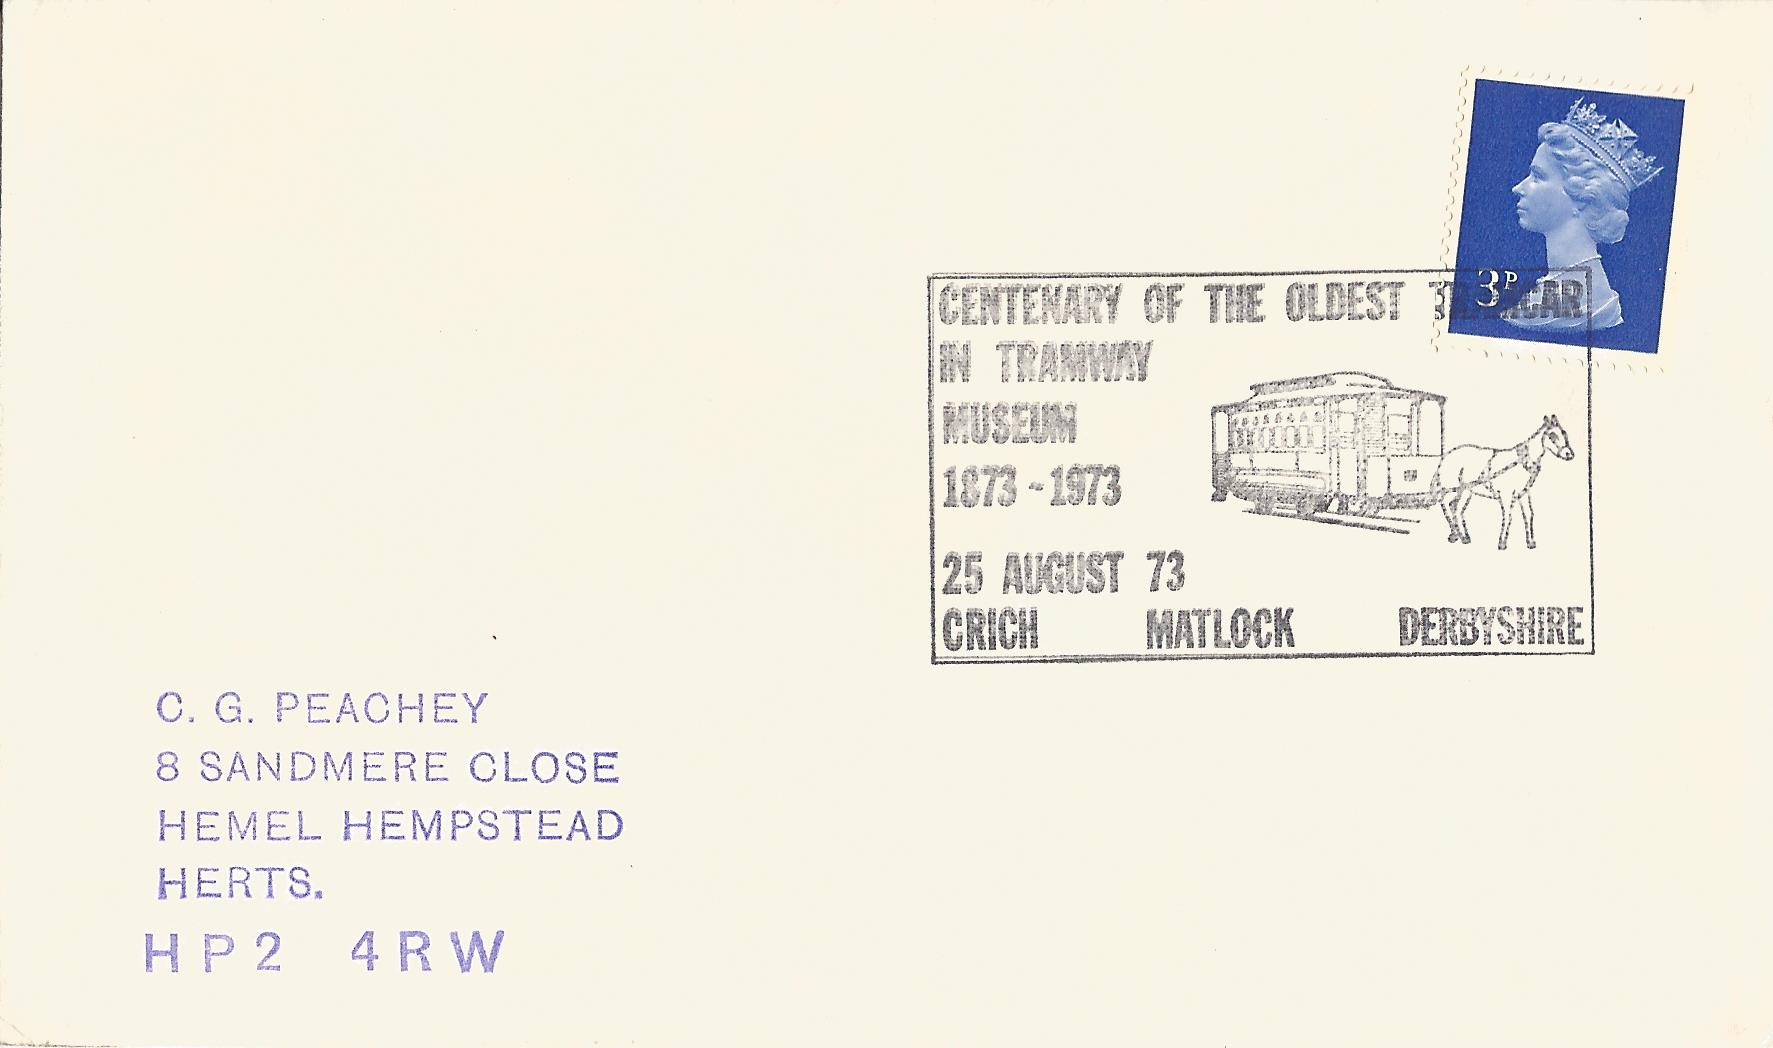 3P
CENTENARY OF THE OLDEST TRAMCAR
IN TRAMWAY
MUSEUM
1873-1973
25 AUGUST 73
CRICH MATLOCK DERBYSHIRE
C. G. PEACHEY
8 SANDMERE CLOSE
HEMEL HEMPSTEAD
HERTS.
HP2 4RW